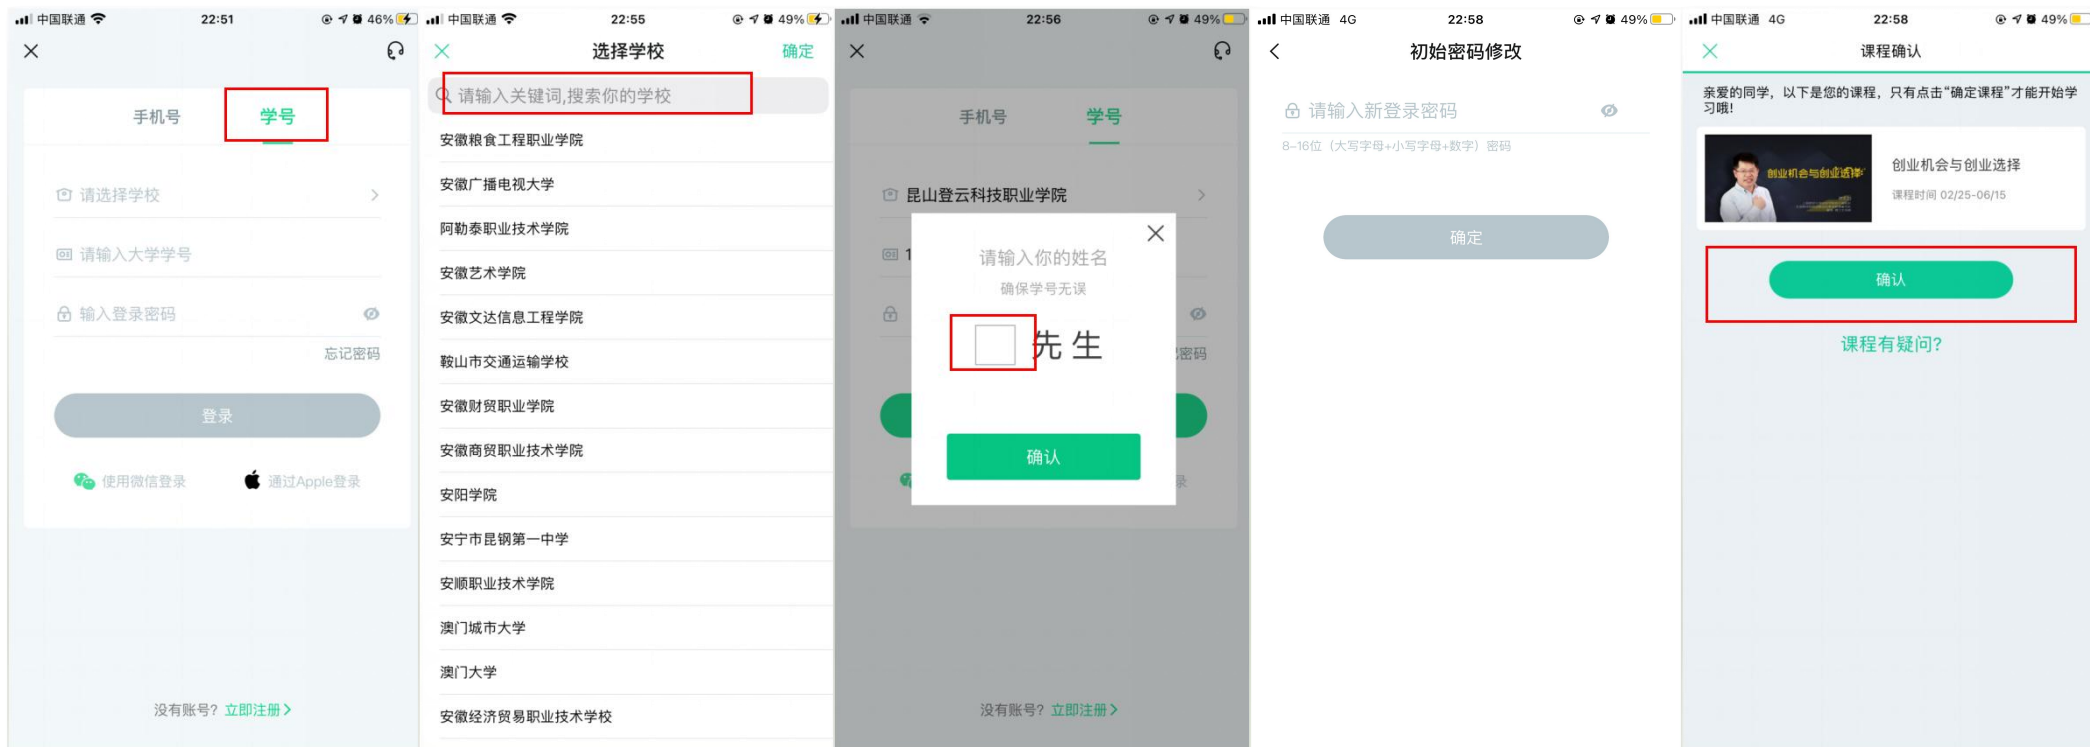 中国联通
22:51
46%
手机号
学号
请选择学校
请输入大学学号
输入登录密码
忘记密码
登录
使用微信登录
通过Apple登录
没有账号? 立即注册>
中国联通
22:55
49%
选择学校
确定
请输入关键词,搜索你的学校
安徽粮食工程职业学院
安徽广播电视大学
阿勒泰职业技术学院
安徽艺术学院
安徽文达信息工程学院
鞍山市交通运输学校
安徽财贸职业学院
安徽商贸职业技术学院
安阳学院
安宁市昆钢第一中学
安顺职业技术学院
澳门城市大学
澳门大学
安徽经济贸易职业技术学校
中国联通
22:56
49%
手机号
学号
昆山登云科技职业学院
1
请输入你的姓名
确保学号无误
先生
密码
确认
录
没有账号? 立即注册>
中国联通 4G
22:58
49%
初始密码修改
请输入新登录密码
8-16位（大写字母+小写字母+数字）密码
确定
中国联通 4G
22:58
49%
课程确认
亲爱的同学，以下是您的课程，只有点击“确定课程”才能开始学
习哦!
创业机会与创业选择
创业机会与创业选择
课程时间 02/25-06/15
确认
课程有疑问?